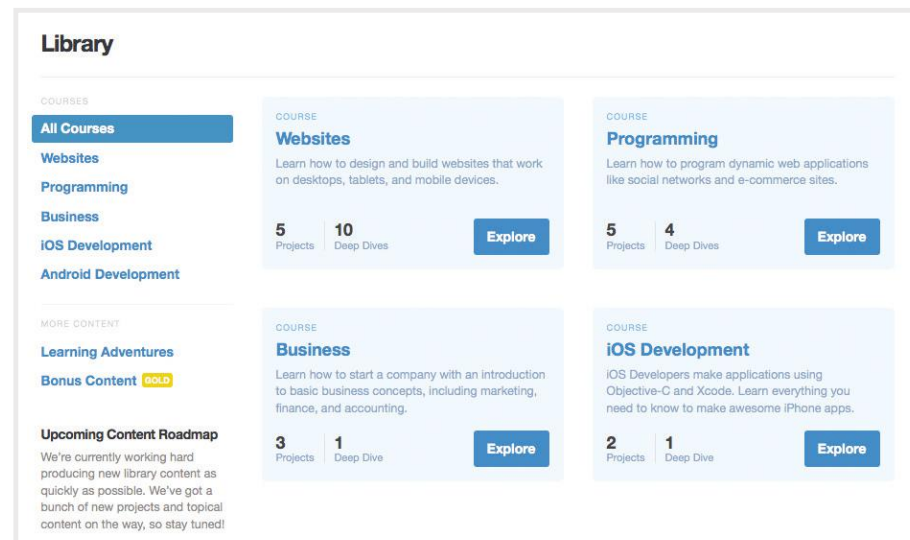 Library
COURSES
All Courses
Websites
Programming
Business
iOS Development
Android Development
MORE CONTENT
Learning Adventures
Bonus Content GOLD
Upcoming Content Roadmap
We're currently working hard
producing new library content as
quickly as possible. We've got a
bunch of new projects and topical
content on the way, so stay tuned!
COURSE
Websites
Learn how to design and build websites that work
on desktops, tablets, and mobile devices.
5 10
Projects Deep Dives
Explore
COURSE
Programming
Learn how to program dynamic web applications
like social networks and e-commerce sites.
5 4
Projects Deep Dives
Explore
COURSE
Business
Learn how to start a company with an introduction
to basic business concepts, including marketing,
finance, and accounting.
3 1
Projects Deep Dive
Explore
COURSE
iOS Development
iOS Developers make applications using
Objective-C and Xcode. Learn everything you
need to know to make awesome iPhone apps.
2 1
Projects Deep Dive
Explore